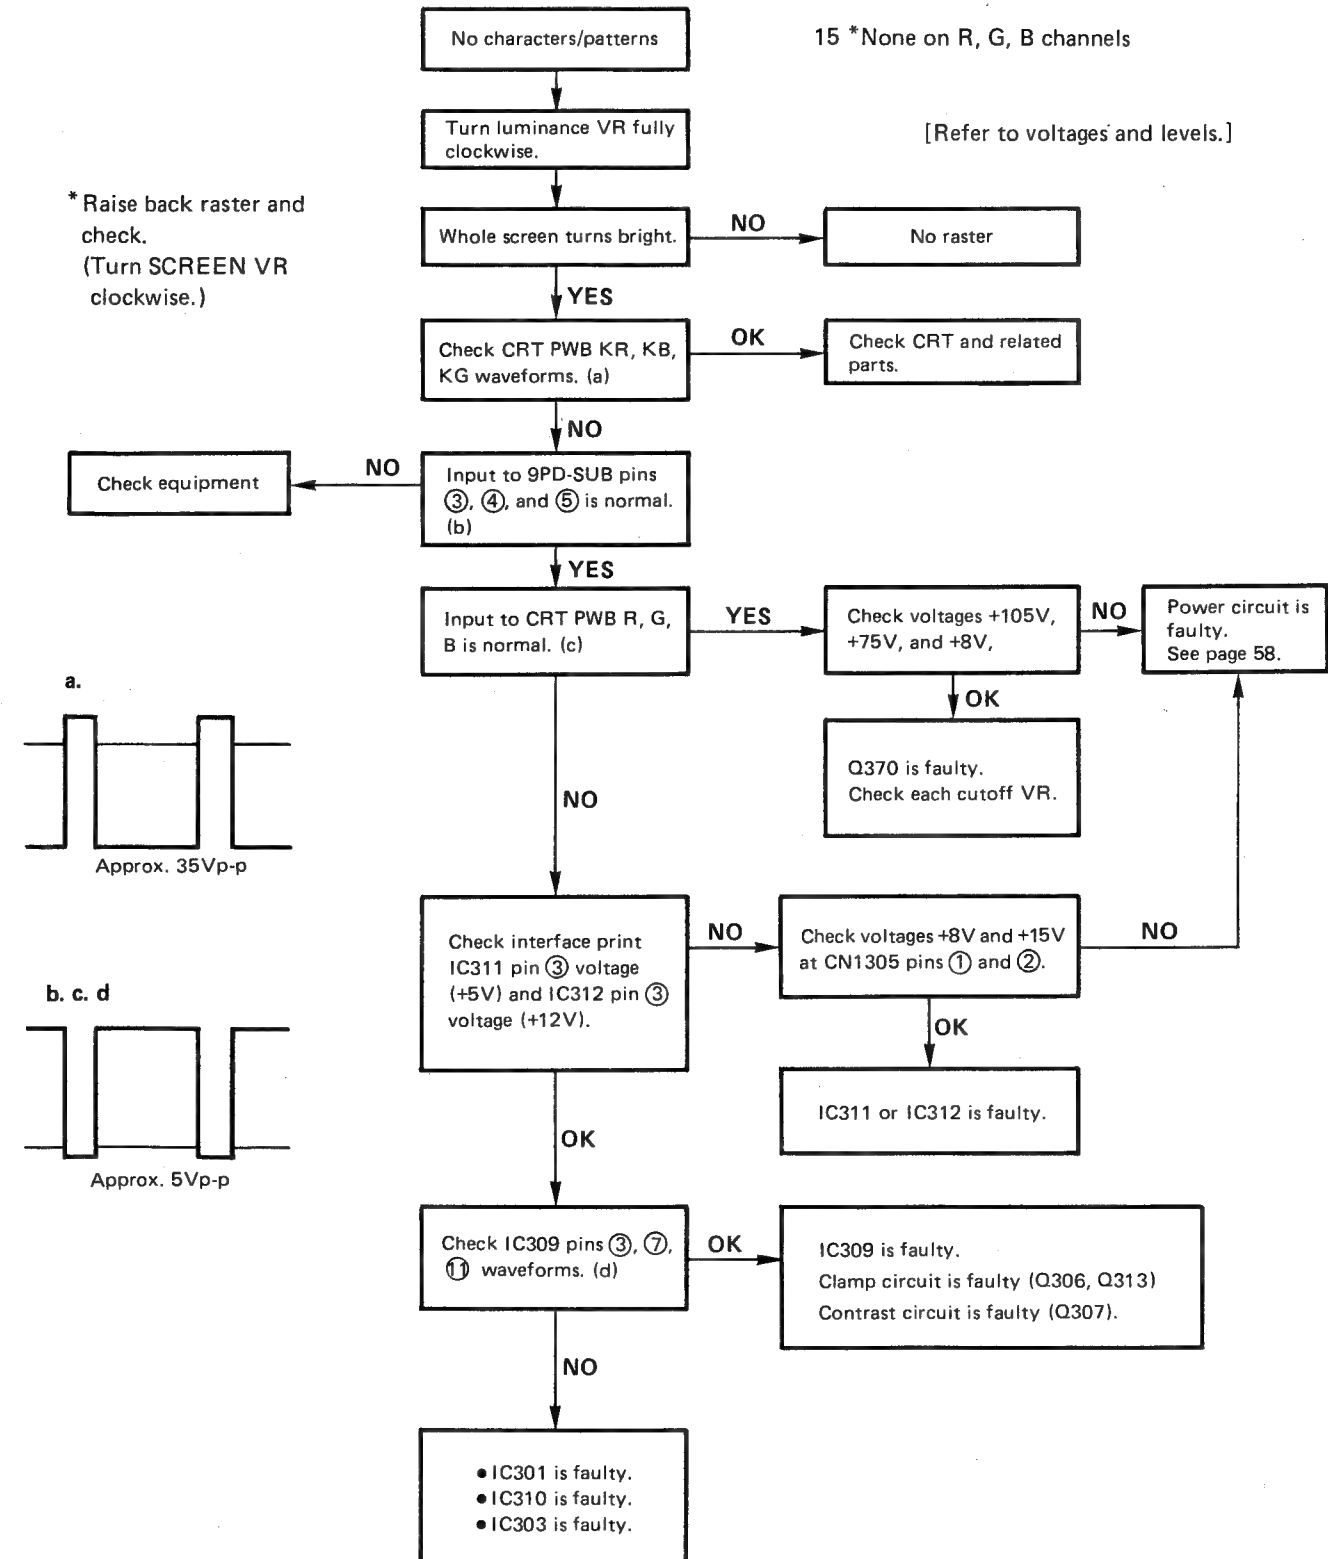 No characters/patterns
15 *None on R, G, B channels
Turn luminance VR fully
clockwise.
[Refer to voltages and levels.]
* Raise back raster and
check.
(Turn SCREEN VR
clockwise.)
Whole screen turns bright.
NO
No raster
YES
Check CRT PWB KR, KB,
KG waveforms. (a)
OK
Check CRT and related
parts.
NO
Check equipment
NO
Input to 9PD-SUB pins
③, ④, and ⑤ is normal.
(b)
YES
Input to CRT PWB R, G,
B is normal. (c)
YES
Check voltages +105V,
+75V, and +8V,
NO
Power circuit is
faulty.
See page 58.
OK
Q370 is faulty.
Check each cutoff VR.
a.
Approx. 35Vp-p
NO
b. c. d
Approx. 5Vp-p
Check interface print
IC311 pin ③ voltage
(+5V) and IC312 pin ③
voltage (+12V).
NO
Check voltages +8V and +15V
at CN1305 pins ① and ②.
NO
OK
IC311 or IC312 is faulty.
OK
Check IC309 pins ③, ⑦,
⑪ waveforms. (d)
OK
IC309 is faulty.
Clamp circuit is faulty (Q306, Q313)
Contrast circuit is faulty (Q307).
NO
● IC301 is faulty.
● IC310 is faulty.
● IC303 is faulty.